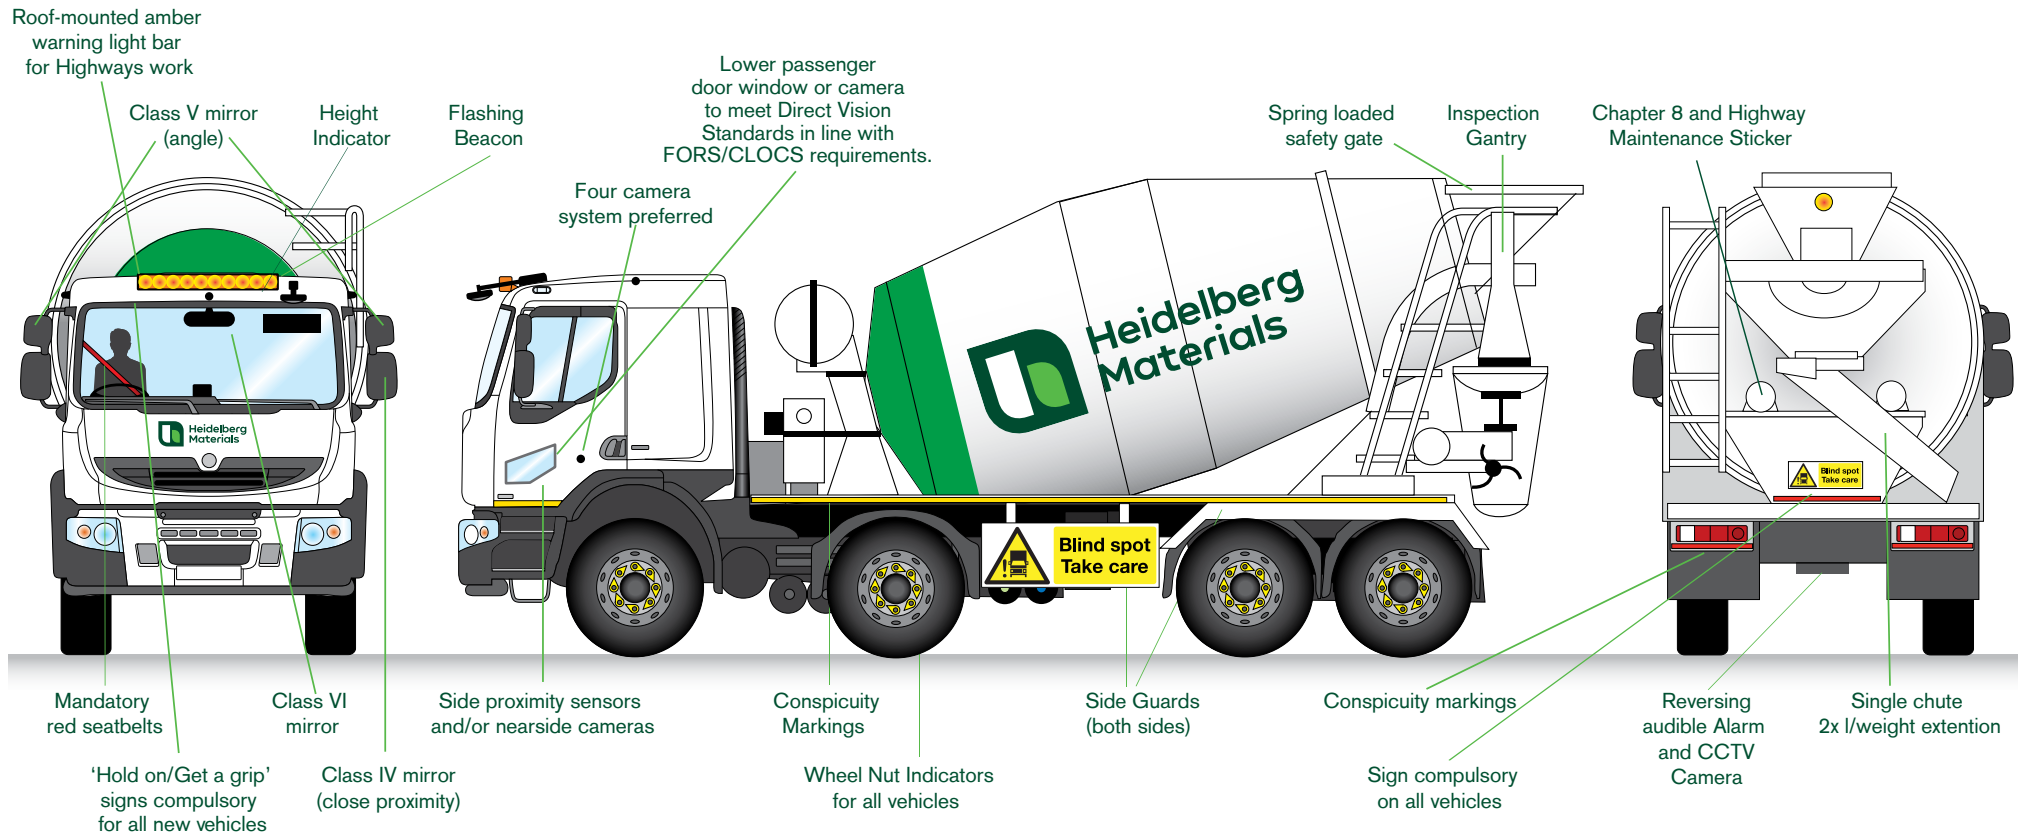 Roof-mounted amber
warning light bar
for Highways work
Class V mirror
(angle)
Height
Indicator
Flashing
Beacon
Lower passenger
door window or camera
to meet Direct Vision
Standards in line with
FORS/CLOCS requirements.
Four camera
system preferred
Spring loaded
safety gate
Inspection
Gantry
Chapter 8 and Highway
Maintenance Sticker
Heidelberg
Materials
Heidelberg
Materials
Blind spot
Take care
Blind spot
Take care
Mandatory
red seatbelts
Class VI
mirror
Side proximity sensors
and/or nearside cameras
Conspicuity
Markings
Side Guards
(both sides)
Conspicuity markings
Reversing
audible Alarm
and CCTV
Camera
Single chute
2x l/weight extention
‘Hold on/Get a grip’
signs compulsory
for all new vehicles
Class IV mirror
(close proximity)
Wheel Nut Indicators
for all vehicles
Sign compulsory
on all vehicles